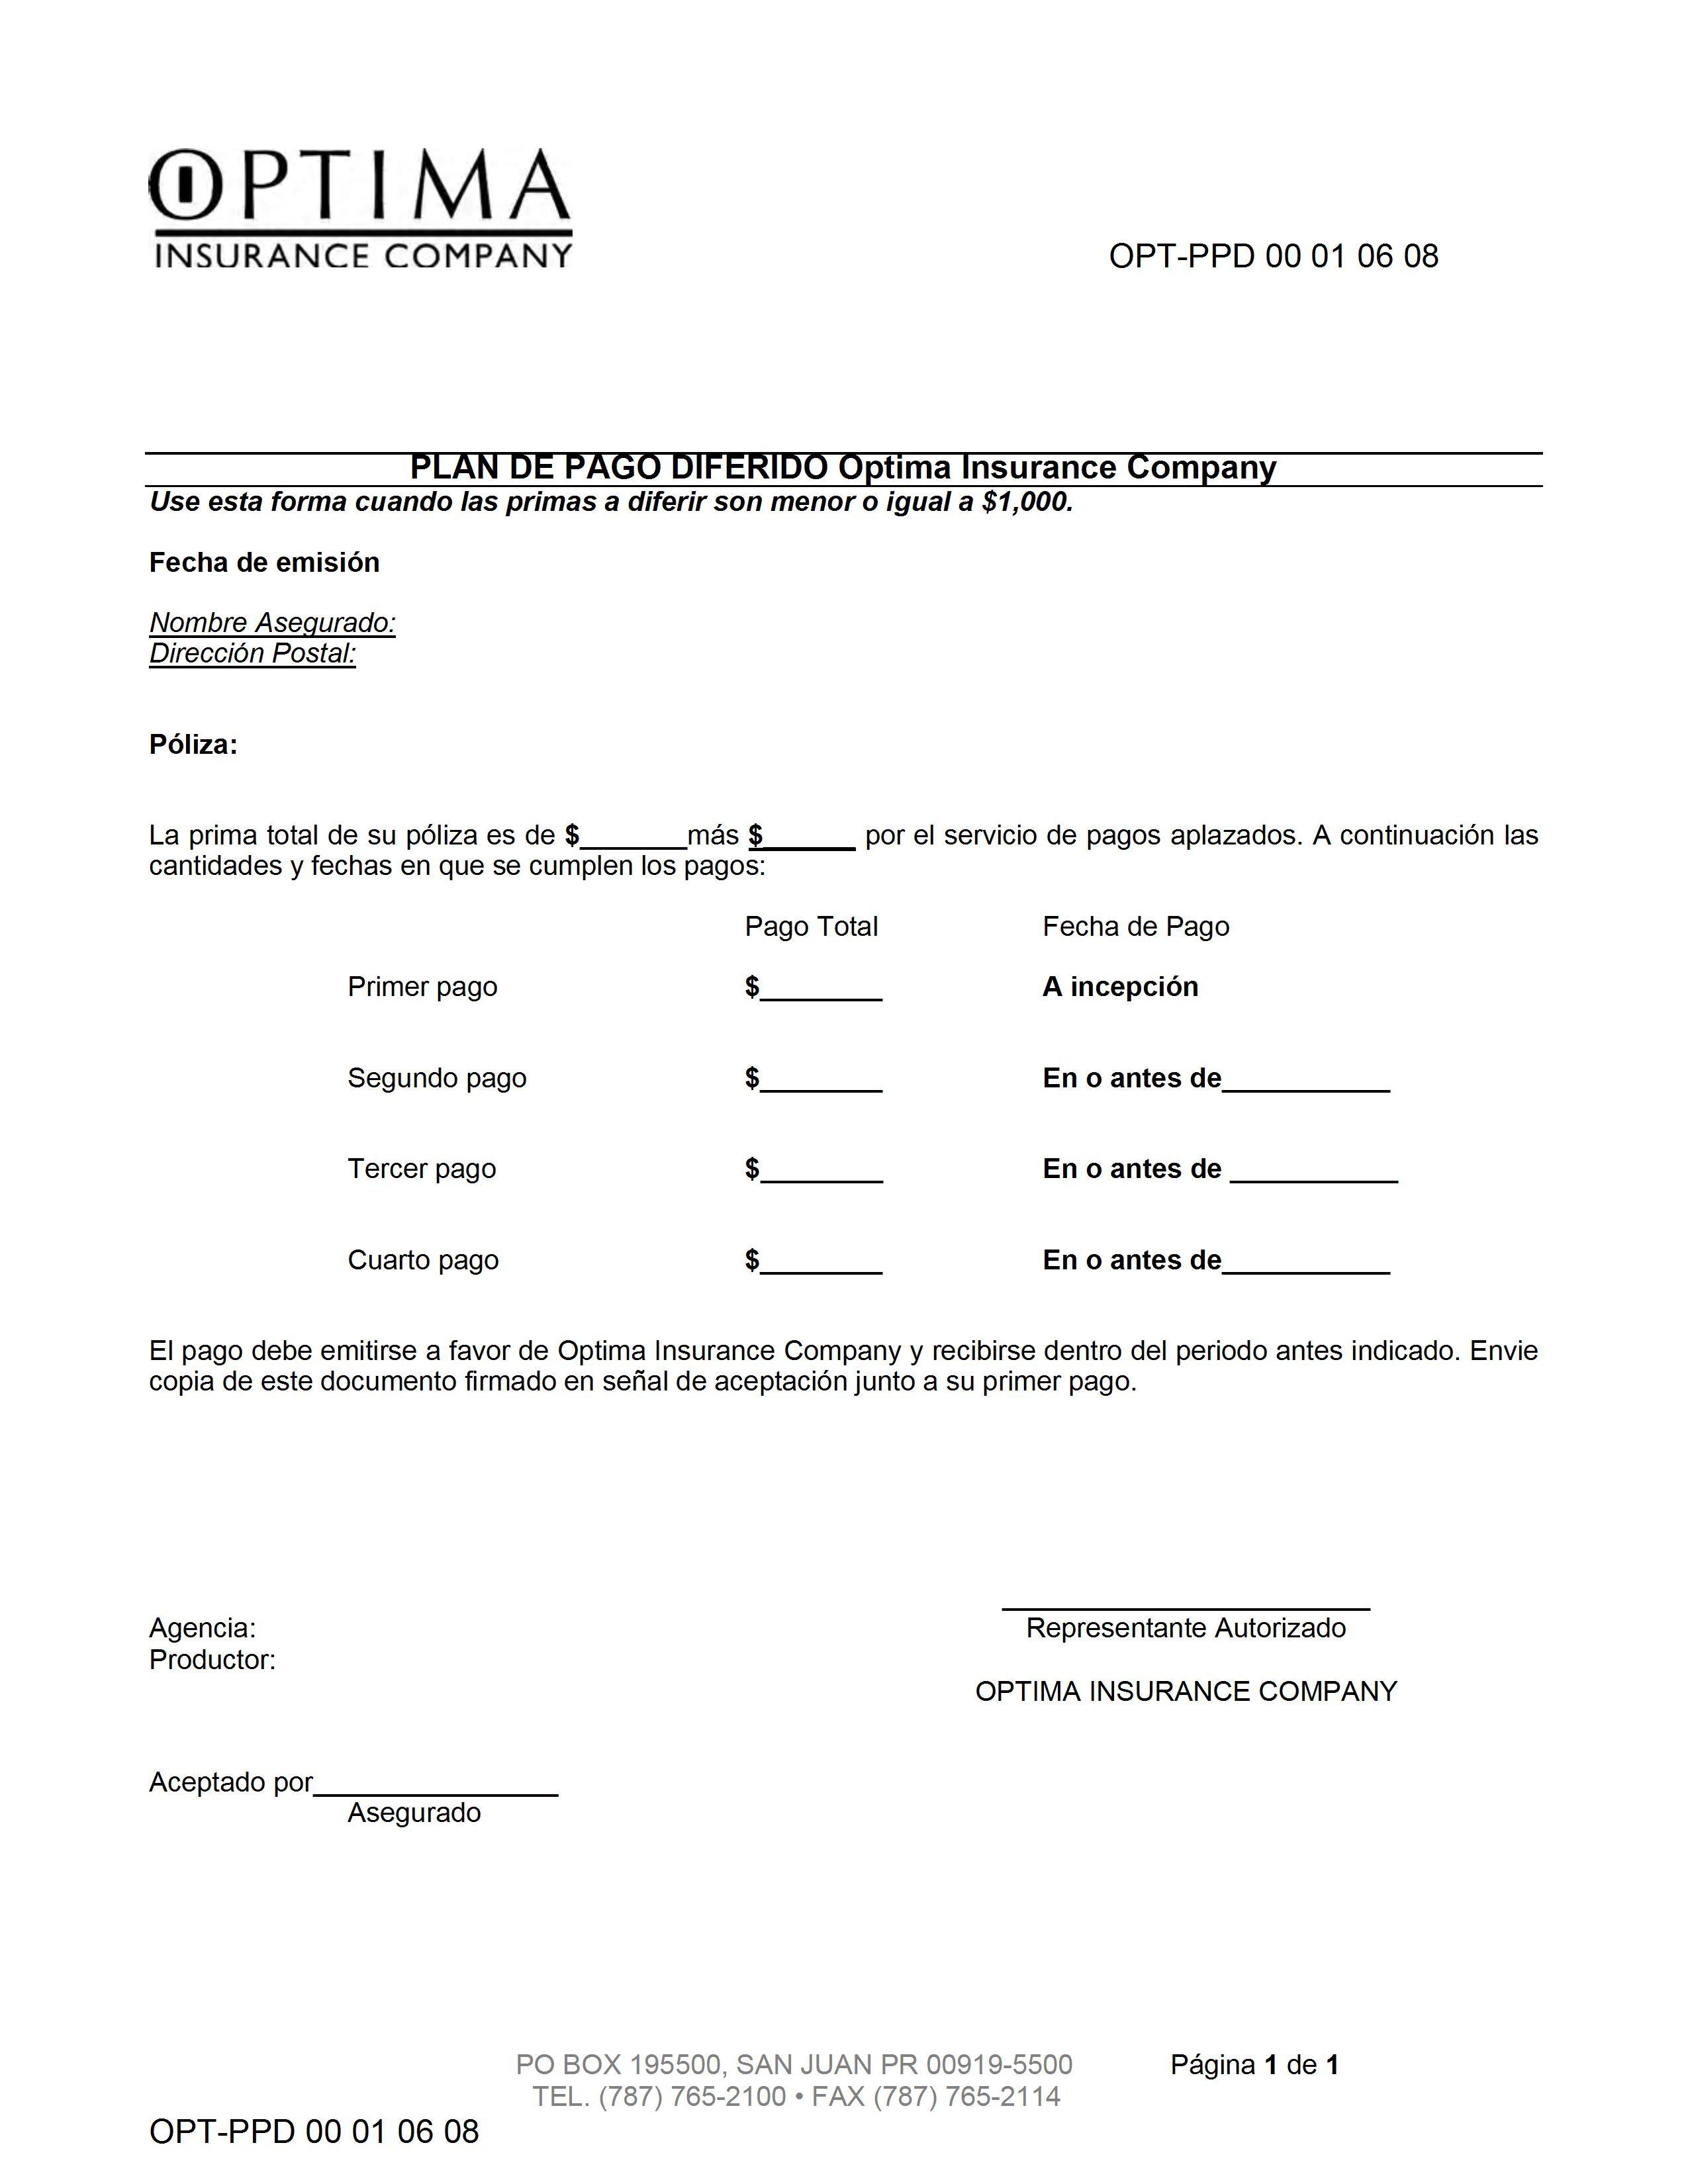 OPTIMA
INSURANCE COMPANY
OPT-PPD 00 01 06 08
PLAN DE PAGO DIFERIDO Optima Insurance Company
Use esta forma cuando las primas a diferir son menor o igual a $1,000.
Fecha de emisión
Nombre Asegurado:
Dirección Postal:
Póliza:
La prima total de su póliza es de $_______más $______ por el servicio de pagos aplazados. A continuación las
cantidades y fechas en que se cumplen los pagos:
Pago Total Fecha de Pago
Primer pago $________ A incepción
Segundo pago $________ En o antes de___________
Tercer pago $________ En o antes de ___________
Cuarto pago $________ En o antes de___________
El pago debe emitirse a favor de Optima Insurance Company y recibirse dentro del periodo antes indicado. Envie
copia de este documento firmado en señal de aceptación junto a su primer pago.
________________________
Agencia: Representante Autorizado
Productor:
OPTIMA INSURANCE COMPANY
Aceptado por________________
Asegurado
PO BOX 195500, SAN JUAN PR 00919-5500 Página 1 de 1
TEL. (787) 765-2100 • FAX (787) 765-2114
OPT-PPD 00 01 06 08